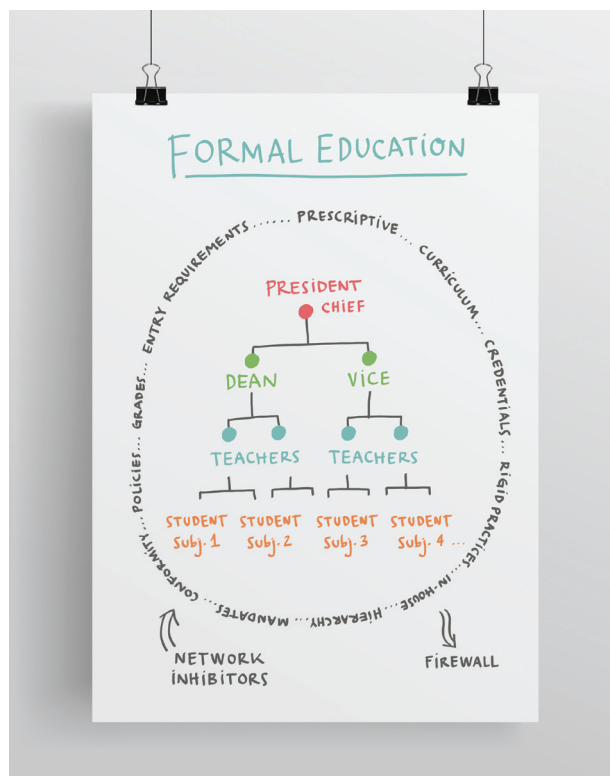 FORMAL EDUCATION
PRESCRIPTIVE... CURRICULUM... CREDENTIALS... RIGID PRACTICES... IN-HOUSE... HIERARCHY... MANDATES... CONFORMITY... POLICIES... GRADES... ENTRY REQUIREMENTS......
PRESIDENT
CHIEF
DEAN VICE
TEACHERS TEACHERS
STUDENT STUDENT STUDENT STUDENT
Subj. 1 Subj. 2 Subj. 3 Subj. 4 ...
NETWORK
INHIBITORS
FIREWALL